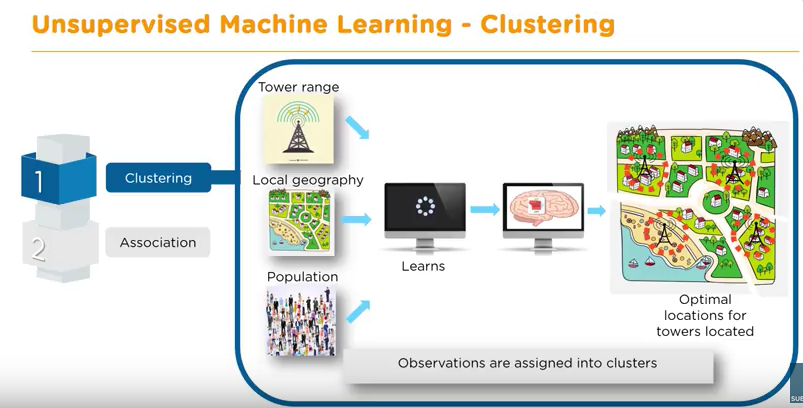 Unsupervised Machine Learning - Clustering
1
Clustering
2
Association
Tower range
Local geography
Population
Learns
Optimal
locations for
towers located
Observations are assigned into clusters
SUB